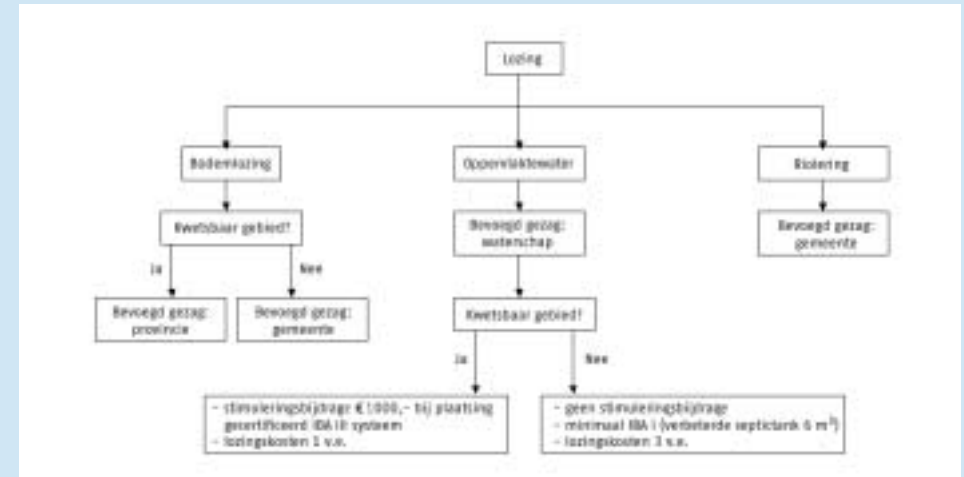 Lozing
Bodemlozing
Oppervlaktewater
Riolering
Kwetsbaar gebied?
Bevoegd gezag:
waterschap
Bevoegd gezag:
gemeente
Ja
Nee
Bevoegd gezag:
provincie
Bevoegd gezag:
gemeente
Kwetsbaar gebied?
Ja
Nee
- stimuleringsbijdrage € 1.000,- bij plaatsing
gecertificeerd IBA III systeem
- lozingskosten 1 v.e.
- geen stimuleringsbijdrage
- minimaal IBA I (verbeterde septictank 6 m³)
- lozingskosten 3 v.e.